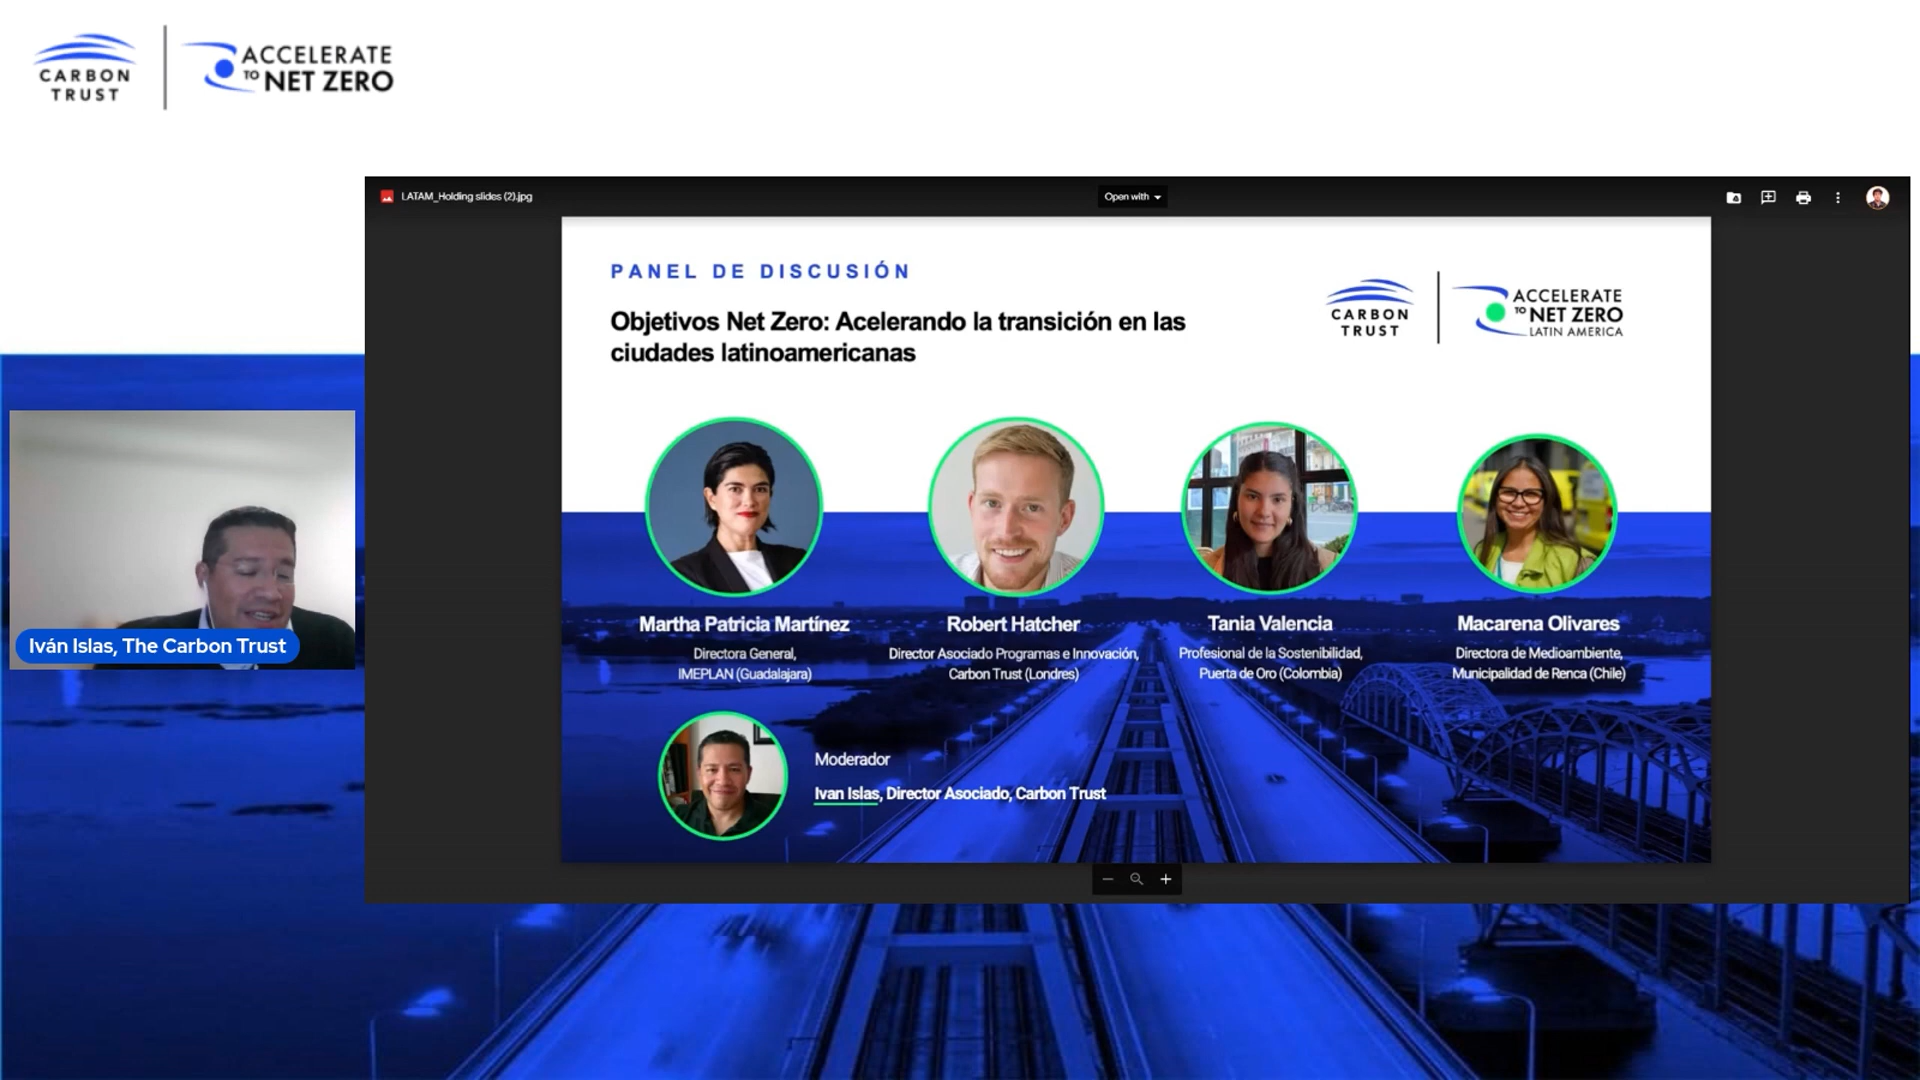 CARBON
TRUST
ACCELERATE
TO NET ZERO
LATAM_Holding slides (2).jpg
Open with
PANEL DE DISCUSIÓN
Objetivos Net Zero: Acelerando la transición en las
ciudades latinoamericanas
CARBON
TRUST
ACCELERATE
TO NET ZERO
LATIN AMERICA
Martha Patricia Martínez
Directora General,
IMEPLAN (Guadalajara)
Robert Hatcher
Director Asociado Programas e Innovación,
Carbon Trust (Londres)
Tania Valencia
Profesional de la Sostenibilidad,
Puerta de Oro (Colombia)
Macarena Olivares
Directora de Medioambiente,
Municipalidad de Renca (Chile)
Moderador
Ivan Islas, Director Asociado, Carbon Trust
Iván Islas, The Carbon Trust